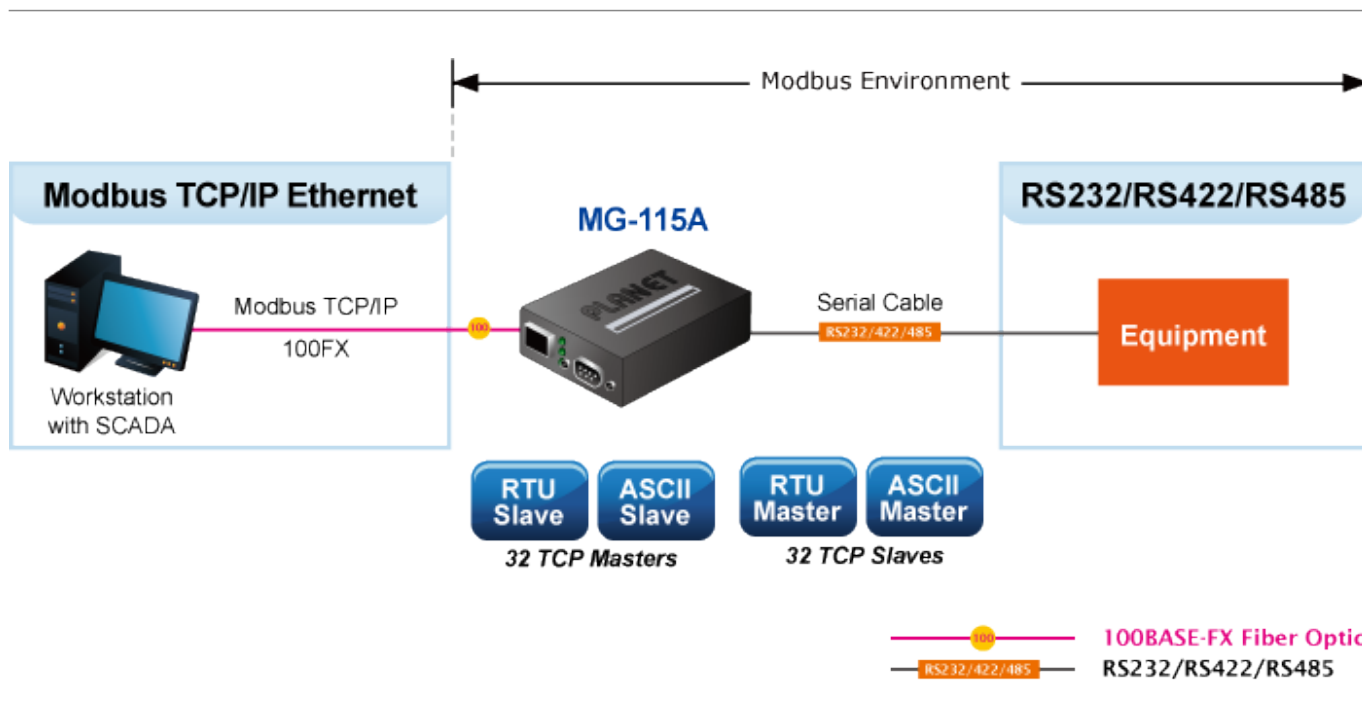 Modbus Environment
Modbus TCP/IP Ethernet
RS232/RS422/RS485
MG-115A
PLANET
Modbus TCP/IP
100
100FX
Serial Cable
RS232/422/485
Equipment
Workstation
with SCADA
RTU
Slave
ASCII
Slave
RTU
Master
ASCII
Master
32 TCP Masters
32 TCP Slaves
100
100BASE-FX Fiber Optic
RS232/422/485
RS232/RS422/RS485